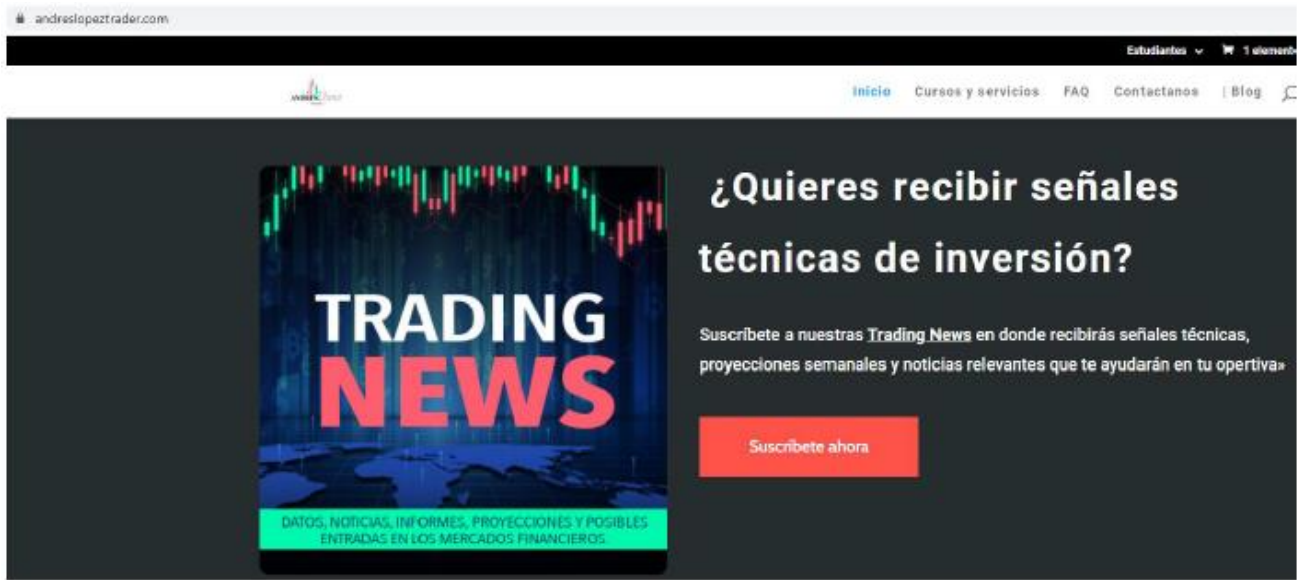 andreslopeztrader.com
Estudiantes 1 element
Inicio Cursos y servicios FAQ Contactanos | Blog
¿Quieres recibir señales
técnicas de inversión?
TRADING
NEWS
DATOS, NOTICIAS, INFORMES, PROYECCIONES Y POSIBLES
ENTRADAS EN LOS MERCADOS FINANCIEROS.
Suscríbete a nuestras Trading News en donde recibirás señales técnicas,
proyecciones semanales y noticias relevantes que te ayudarán en tu opertiva»
Suscríbete ahora